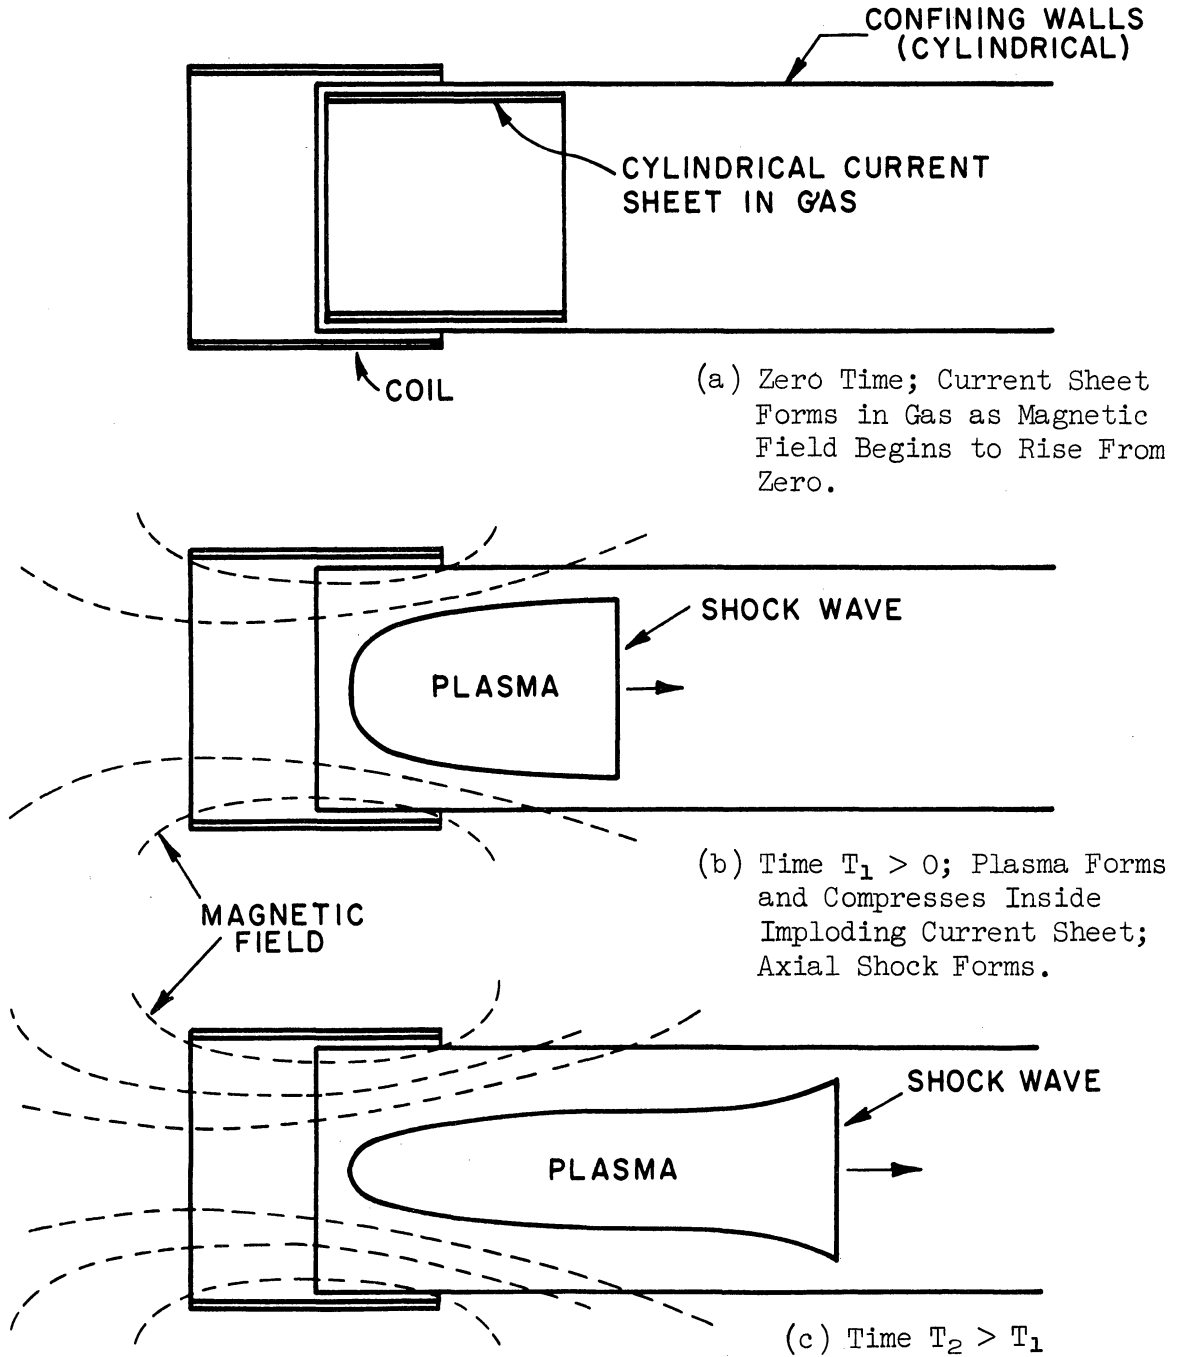 CONFINING WALLS
(CYLINDRICAL)
CYLINDRICAL CURRENT
SHEET IN GAS
COIL
(a) Zero Time; Current Sheet
Forms in Gas as Magnetic
Field Begins to Rise From
Zero.
SHOCK WAVE
PLASMA
(b) Time T₁ > 0; Plasma Forms
and Compresses Inside
Imploding Current Sheet;
Axial Shock Forms.
MAGNETIC
FIELD
SHOCK WAVE
PLASMA
(c) Time T₂ > T₁